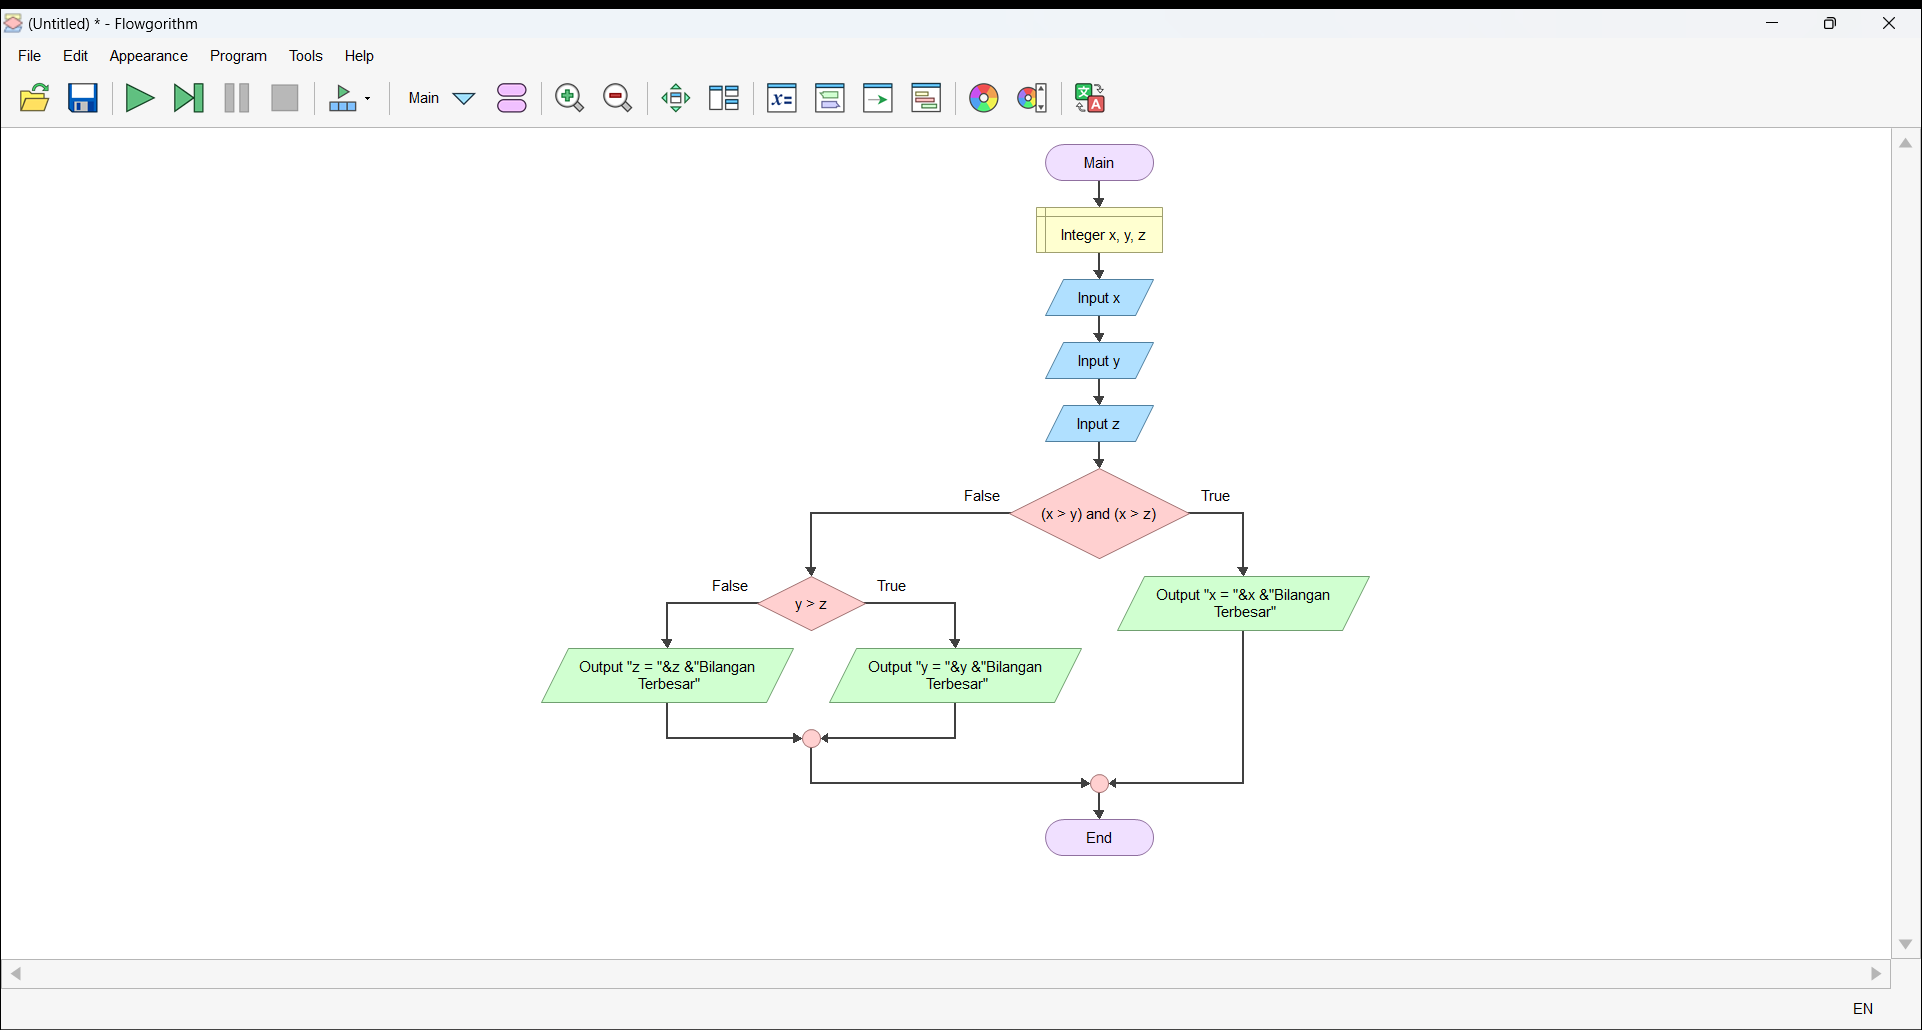 (Untitled) * - Flowgorithm
File Edit Appearance Program Tools Help
Main
Main
Integer x, y, z
Input x
Input y
Input z
False True
(x > y) and (x > z)
False True
y > z
Output "x = "&x &"Bilangan
Terbesar"
Output "z = "&z &"Bilangan
Terbesar"
Output "y = "&y &"Bilangan
Terbesar"
End
EN